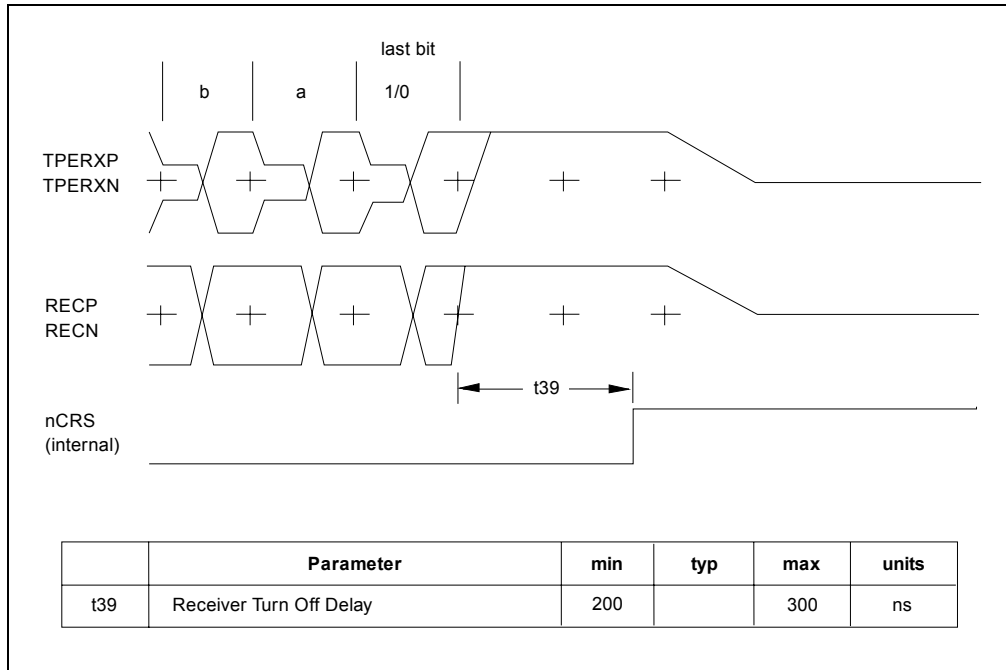 last bit
b a 1/0
TPERXP
TPERXN
RECP
RECN
t39
nCRS
(internal)
Parameter min typ max units
t39 Receiver Turn Off Delay 200 300 ns